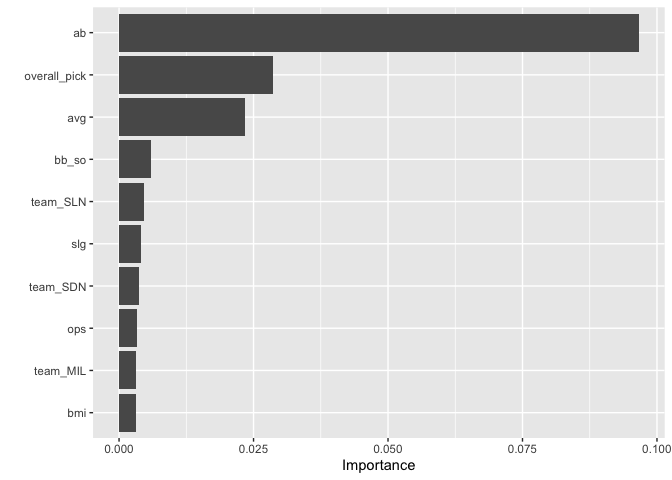 ab
overall_pick
avg
bb_so
team_SLN
slg
team_SDN
ops
team_MIL
bmi
0.000 0.025 0.050 0.075 0.100
Importance